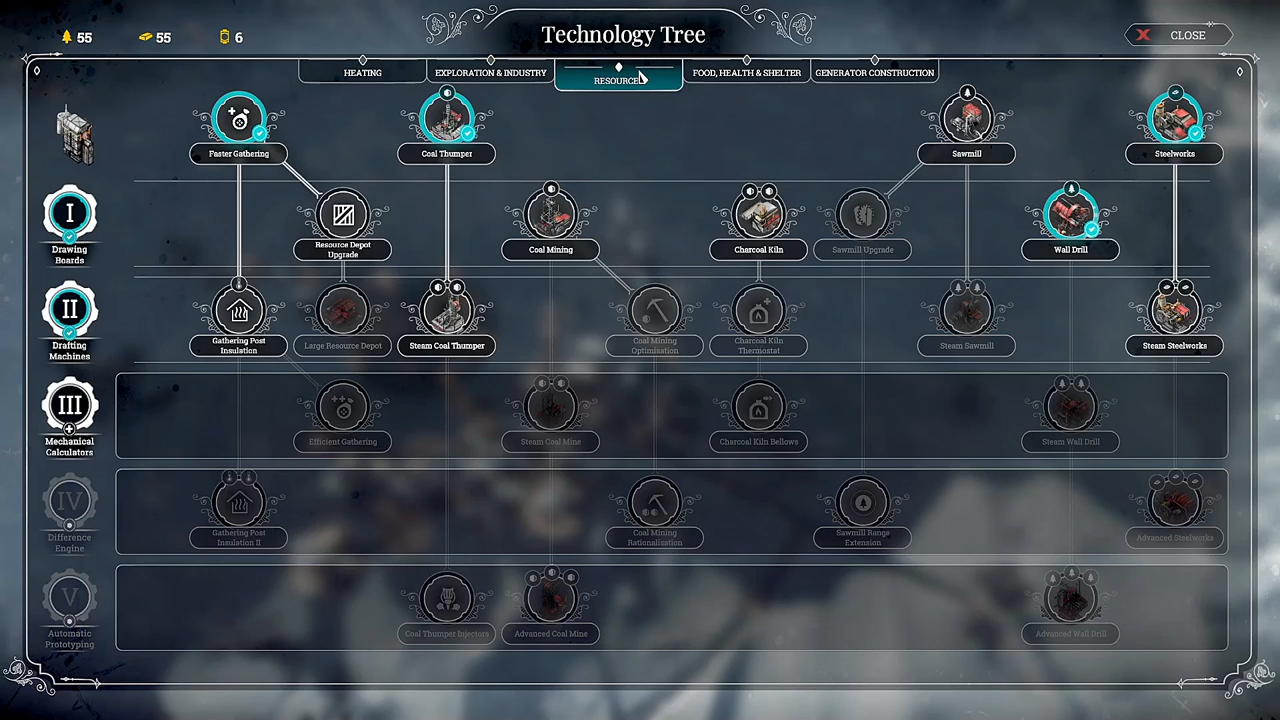 55
55
6
Technology Tree
CLOSE
HEATING
EXPLORATION & INDUSTRY
RESOURCES
FOOD, HEALTH & SHELTER
GENERATOR CONSTRUCTION
Faster Gathering
Coal Thumper
Sawmill
Steelworks
I
Drawing
Boards
Resource Depot
Upgrade
Coal Mining
Charcoal Kiln
Sawmill Upgrade
Wall Drill
II
Drafting
Machines
Gathering Post
Insulation
Large Resource Depot
Steam Coal Thumper
Coal Mining
Optimisation
Charcoal Kiln
Thermostat
Steam Sawmill
Steam Steelworks
III
Mechanical
Calculators
Efficient Gathering
Steam Coal Mine
Charcoal Kiln Bellows
Steam Wall Drill
IV
Difference
Engine
Gathering Post
Insulation II
Coal Mining
Rationalisation
Sawmill Range
Extension
Advanced Steelworks
V
Automatic
Prototyping
Coal Thumper Injectors
Advanced Coal Mine
Advanced Wall Drill